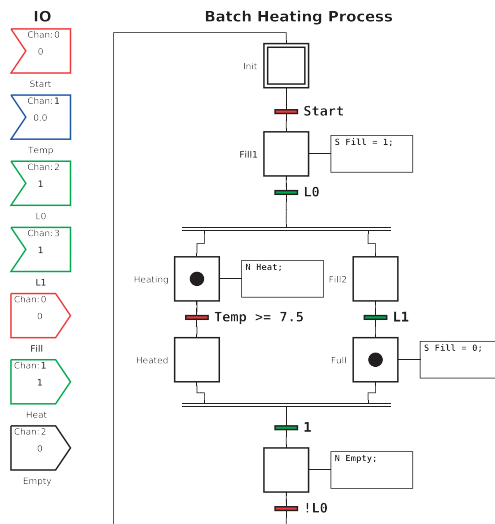 IO
Chan:0
0
Start
Chan:1
0.0
Temp
Chan:2
1
L0
Chan:3
1
L1
Chan:0
0
Fill
Chan:1
1
Heat
Chan:2
0
Empty
Batch Heating Process
Init
Start
Fill1
S Fill = 1;
L0
Heating
N Heat;
Fill2
Temp >= 7.5
L1
Heated
Full
S Fill = 0;
1
N Empty;
!L0